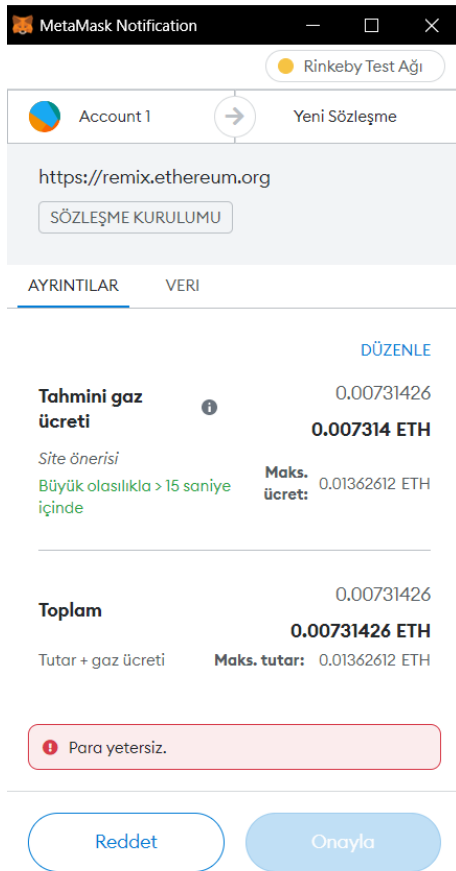 MetaMask Notification
Rinkeby Test Ağı
Account 1
Yeni Sözleşme
https://remix.ethereum.org
SÖZLEŞME KURULUMU
AYRINTILAR
VERI
DÜZENLE
Tahmini gaz
ücreti
0.00731426
0.007314 ETH
Site önerisi
Büyük olasılıkla > 15 saniye
içinde
Maks.
ücret:
0.01362612 ETH
Toplam
0.00731426
0.00731426 ETH
Tutar + gaz ücreti
Maks. tutar: 0.01362612 ETH
Para yetersiz.
Reddet
Onayla